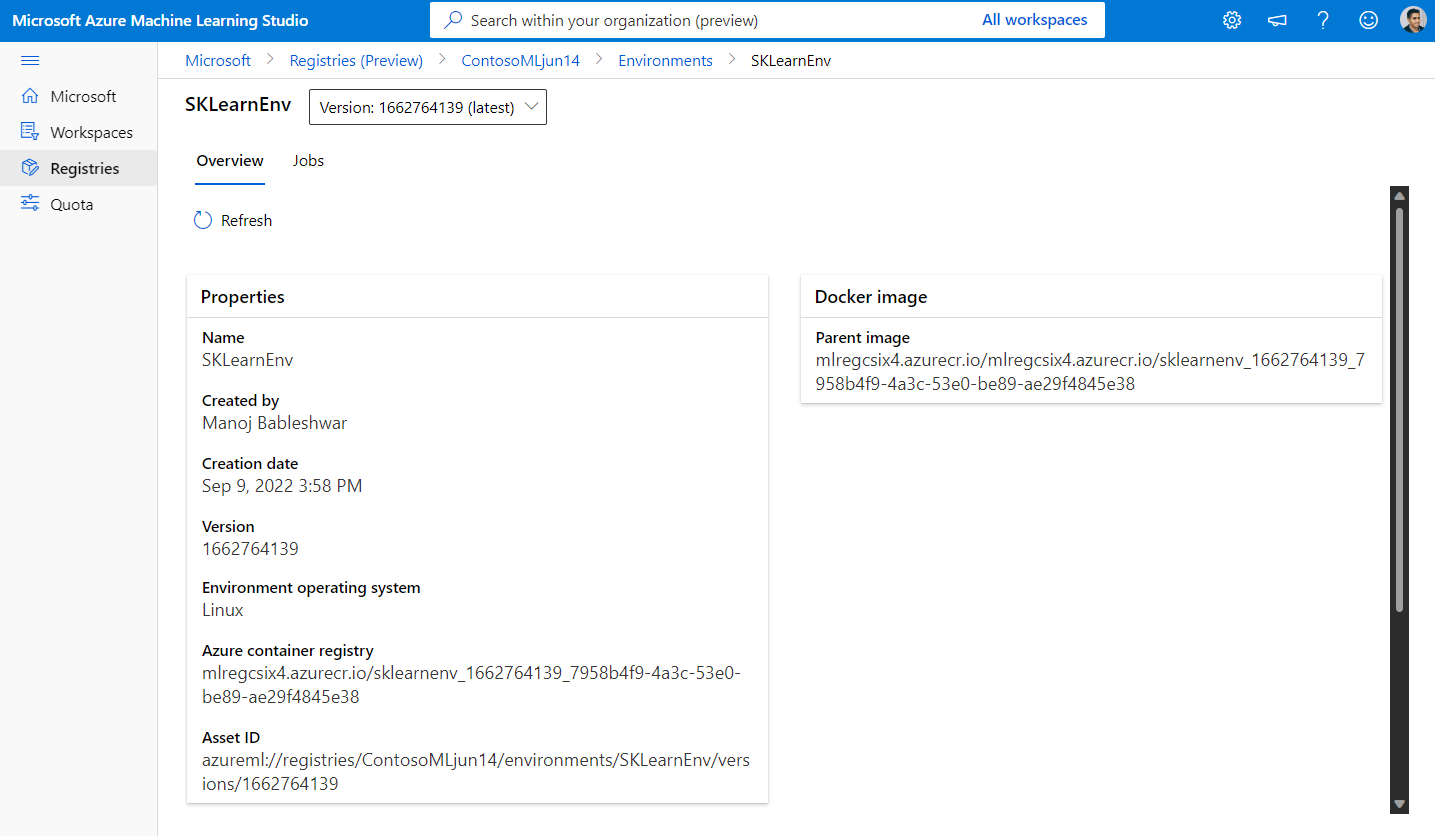 Microsoft Azure Machine Learning Studio
Search within your organization (preview)
All workspaces
Microsoft
Registries (Preview)
ContosoMLjun14
Environments
SKLearnEnv
Microsoft
Workspaces
Registries
Quota
SKLearnEnv
Version: 1662764139 (latest)
Overview
Jobs
Refresh
Properties
Name
SKLearnEnv
Created by
Manoj Bableshwar
Creation date
Sep 9, 2022 3:58 PM
Version
1662764139
Environment operating system
Linux
Azure container registry
mlregcsix4.azurecr.io/sklearnenv_1662764139_7958b4f9-4a3c-53e0-
be89-ae29f4845e38
Asset ID
azureml://registries/ContosoMLjun14/environments/SKLearnEnv/vers
ions/1662764139
Docker image
Parent image
mlregcsix4.azurecr.io/mlregcsix4.azurecr.io/sklearnenv_1662764139_7
958b4f9-4a3c-53e0-be89-ae29f4845e38